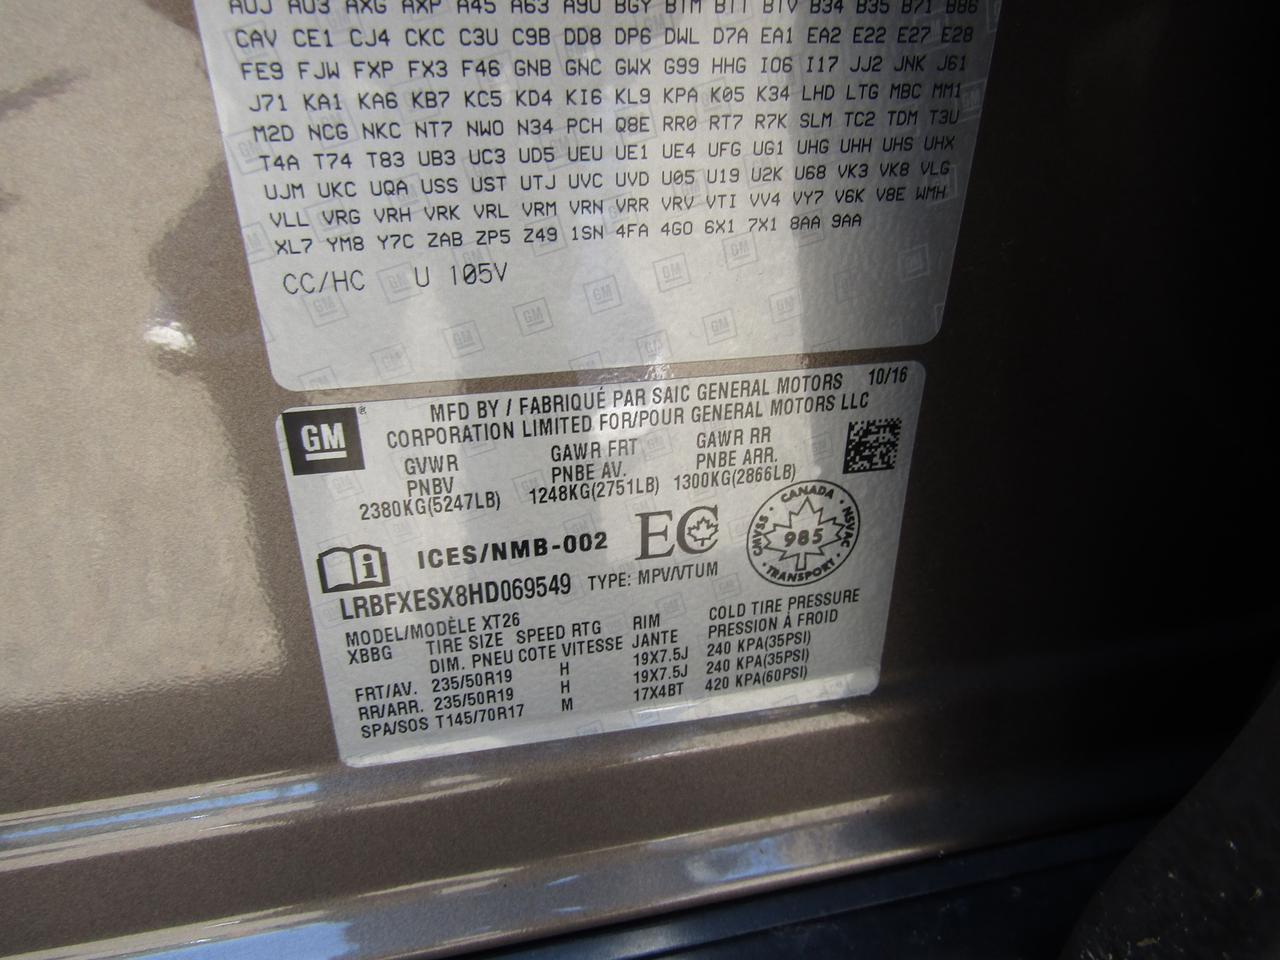 AUJ AU3 AXG AXP A45 A63 A9U BGY BTM BTT BTV B34 B35 B71 B86
CAV CE1 CJ4 CKC C3U C9B DD8 DP6 DWL D7A EA1 EA2 E22 E27 E28
FE9 FJW FXP FX3 F46 GNB GNC GWX G99 HHG IO6 I17 JJ2 JNK J61
J71 KA1 KA6 KB7 KC5 KD4 KI6 KL9 KPA K05 K34 LHD LTG MBC MM1
M2D NCG NKC NT7 NWO N34 PCH Q8E RR0 RT7 R7K SLM TC2 TDM T3U
T4A T74 T83 UB3 UC3 UD5 UEU UE1 UE4 UFG UG1 UHG UHH UHS UHX
UJM UKC UQA USS UST UTJ UVC UVD U05 U19 U2K U68 VK3 VK8 VLG
VLL VRG VRH VRK VRL VRM VRN VRR VRV VTI VV4 VY7 V6K V8E WMH
XL7 YM8 Y7C ZAB ZP5 Z49 1SN 4FA 4GO 6X1 7X1 8AA 9AA
CC/HC U 105V
GM®
MFD BY / FABRIQUÉ PAR SAIC GENERAL MOTORS 10/16
CORPORATION LIMITED FOR/POUR GENERAL MOTORS LLC
GVWR GAWR FRT GAWR RR
PNBV PNBE AV. PNBE ARR.
2380KG(5247LB) 1248KG(2751LB) 1300KG(2866LB)
ICES/NMB-002 EC
CANADA
CMVSS 985 NSVAC
TRANSPORT
LRBFXESX8HD069549 TYPE: MPV/VTUM
MODEL/MODÈLE XT26
XBBG TIRE SIZE SPEED RTG RIM COLD TIRE PRESSURE
DIM. PNEU COTE VITESSE JANTE PRESSION À FROID
FRT/AV. 235/50R19 H 19X7.5J 240 KPA(35PSI)
RR/ARR. 235/50R19 H 19X7.5J 240 KPA(35PSI)
SPA/SOS T145/70R17 M 17X4BT 420 KPA(60PSI)